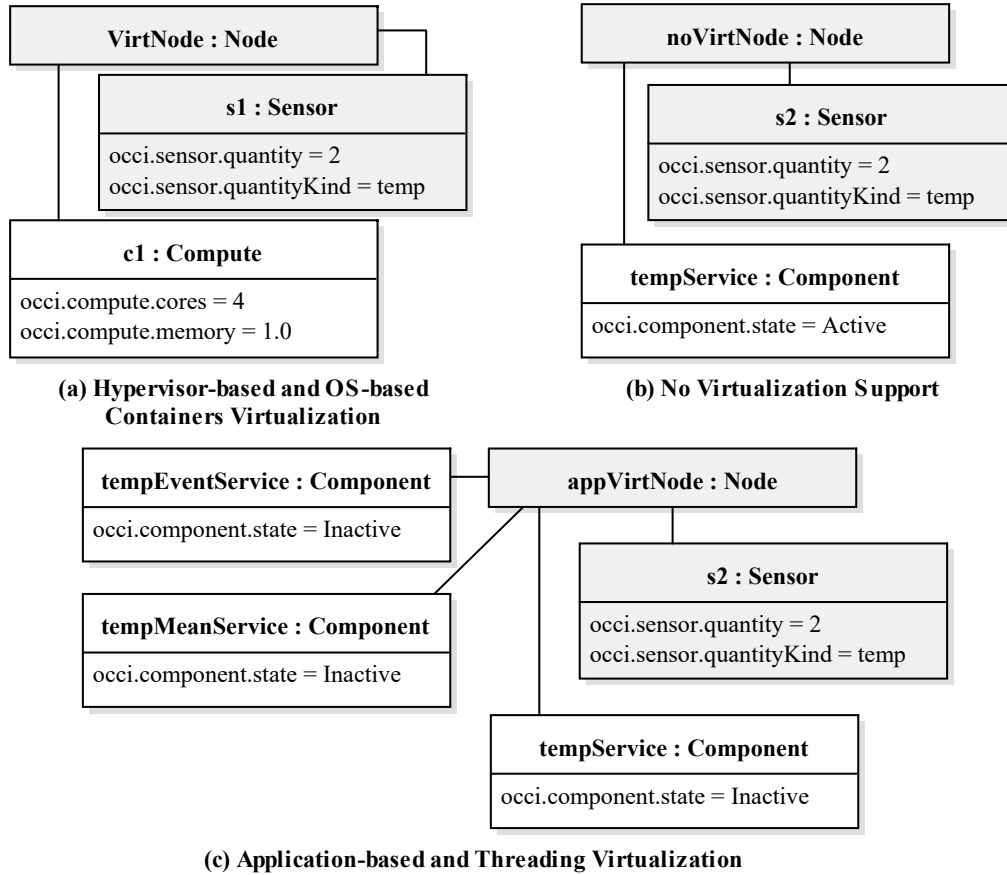 VirtNode : Node
s1 : Sensor
occi.sensor.quantity = 2
occi.sensor.quantityKind = temp
c1 : Compute
occi.compute.cores = 4
occi.compute.memory = 1.0
(a) Hypervisor-based and OS-based
Containers Virtualization
noVirtNode : Node
s2 : Sensor
occi.sensor.quantity = 2
occi.sensor.quantityKind = temp
tempService : Component
occi.component.state = Active
(b) No Virtualization Support
tempEventService : Component
occi.component.state = Inactive
appVirtNode : Node
tempMeanService : Component
occi.component.state = Inactive
s2 : Sensor
occi.sensor.quantity = 2
occi.sensor.quantityKind = temp
tempService : Component
occi.component.state = Inactive
(c) Application-based and Threading Virtualization